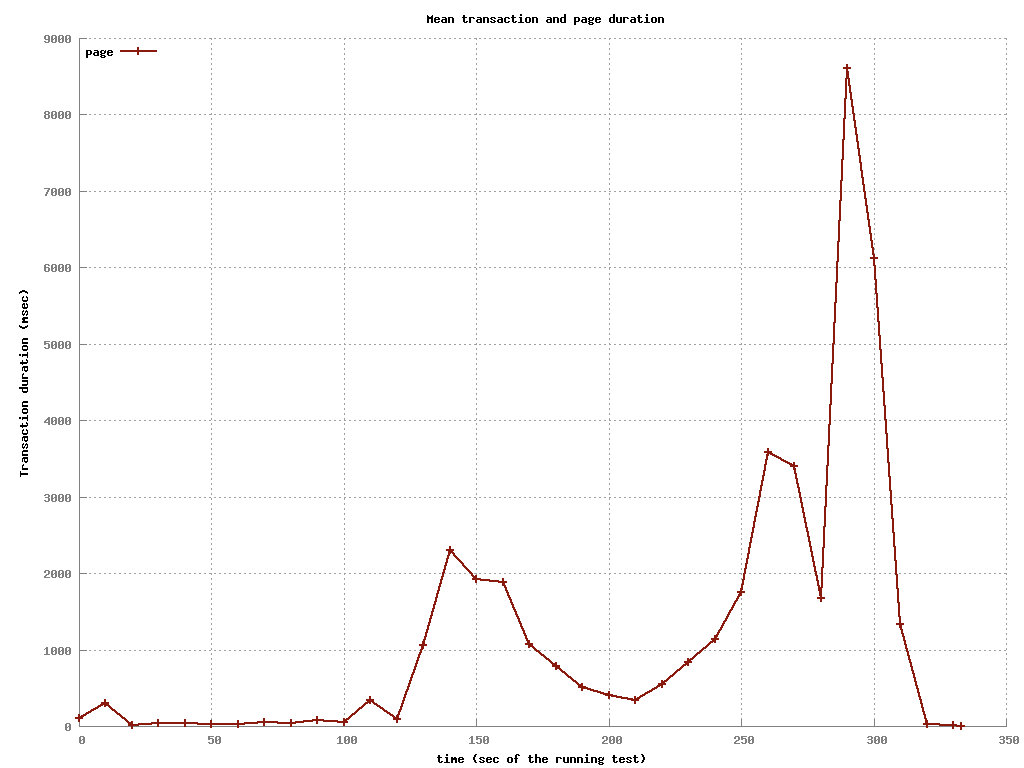 Mean transaction and page duration
page
9000
8000
7000
6000
5000
4000
3000
2000
1000
0
Transaction duration (msec)
0 50 100 150 200 250 300 350
time (sec of the running test)